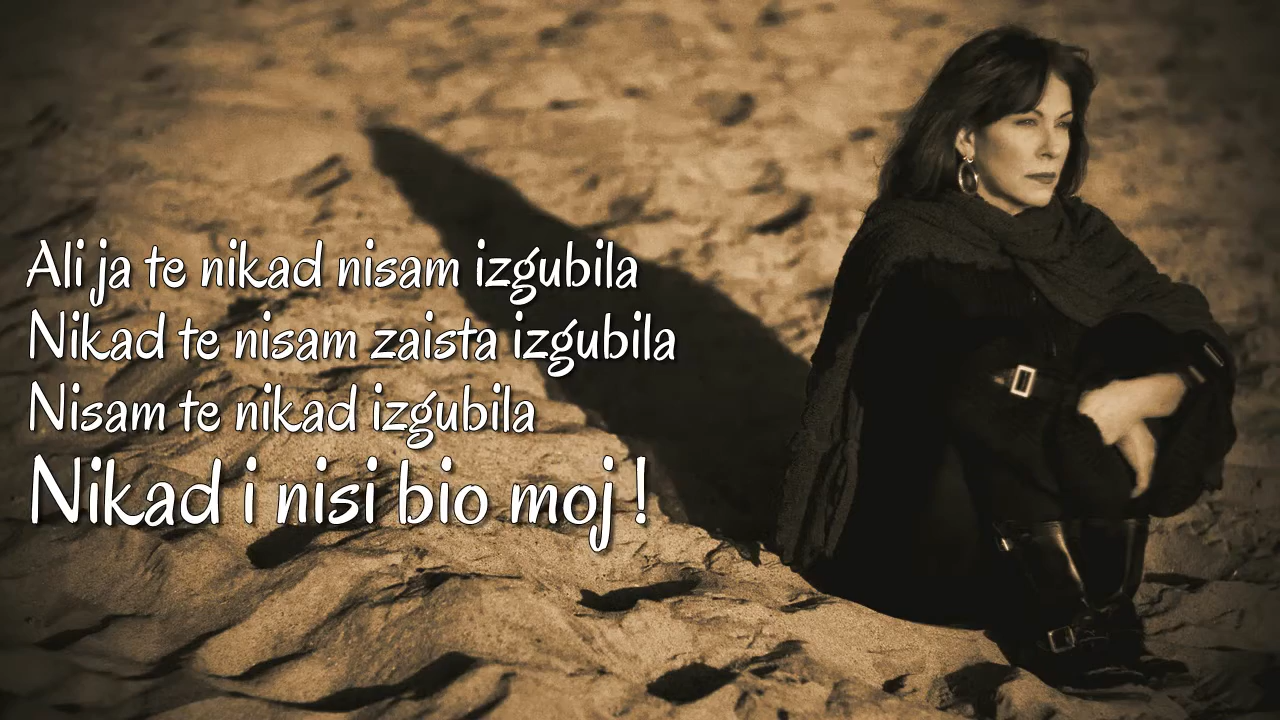 Ali ja te nikad nisam izgubila
Nikad te nisam zaista izgubila
Nisam te nikad izgubila
Nikad i nisi bio moj !